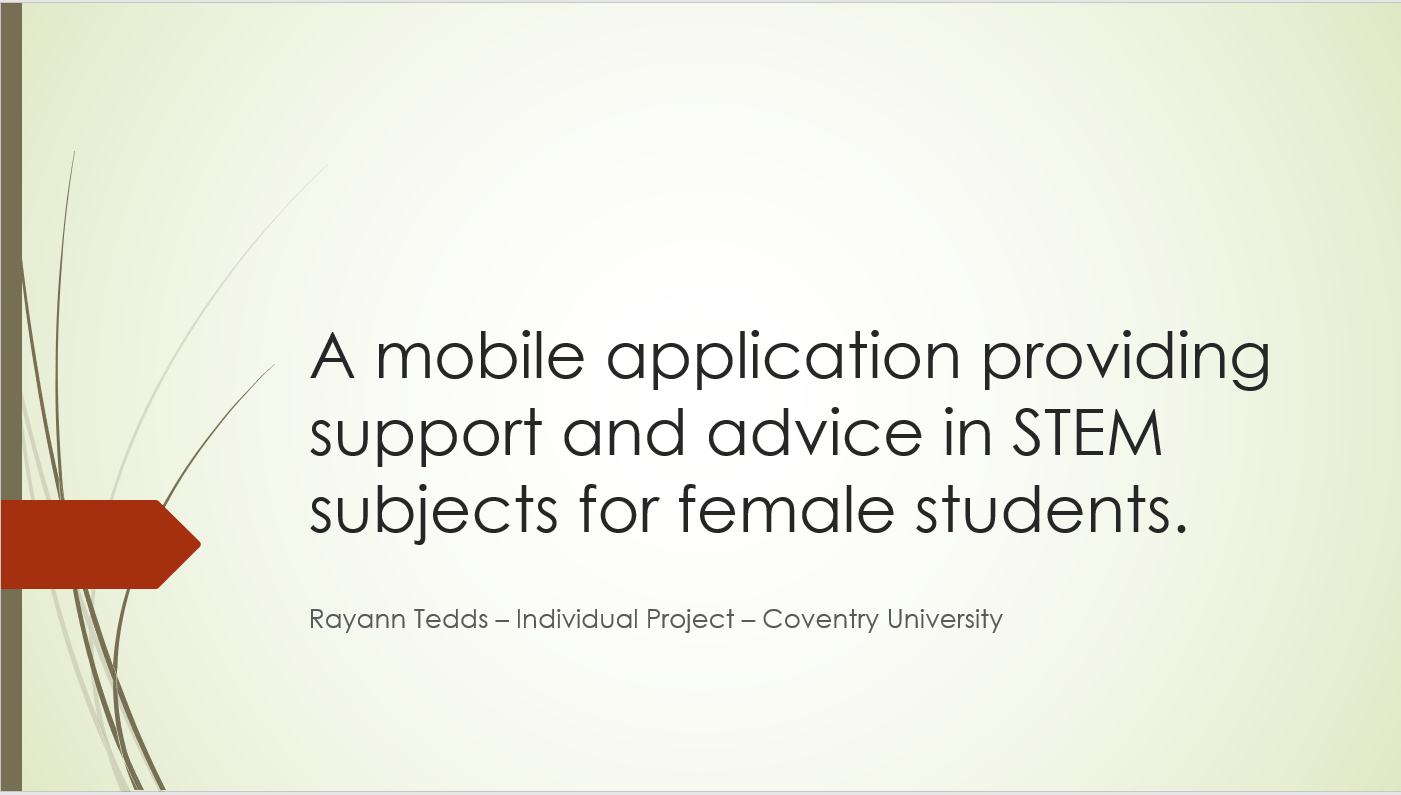 A mobile application providing
support and advice in STEM
subjects for female students.
Rayann Tedds – Individual Project – Coventry University